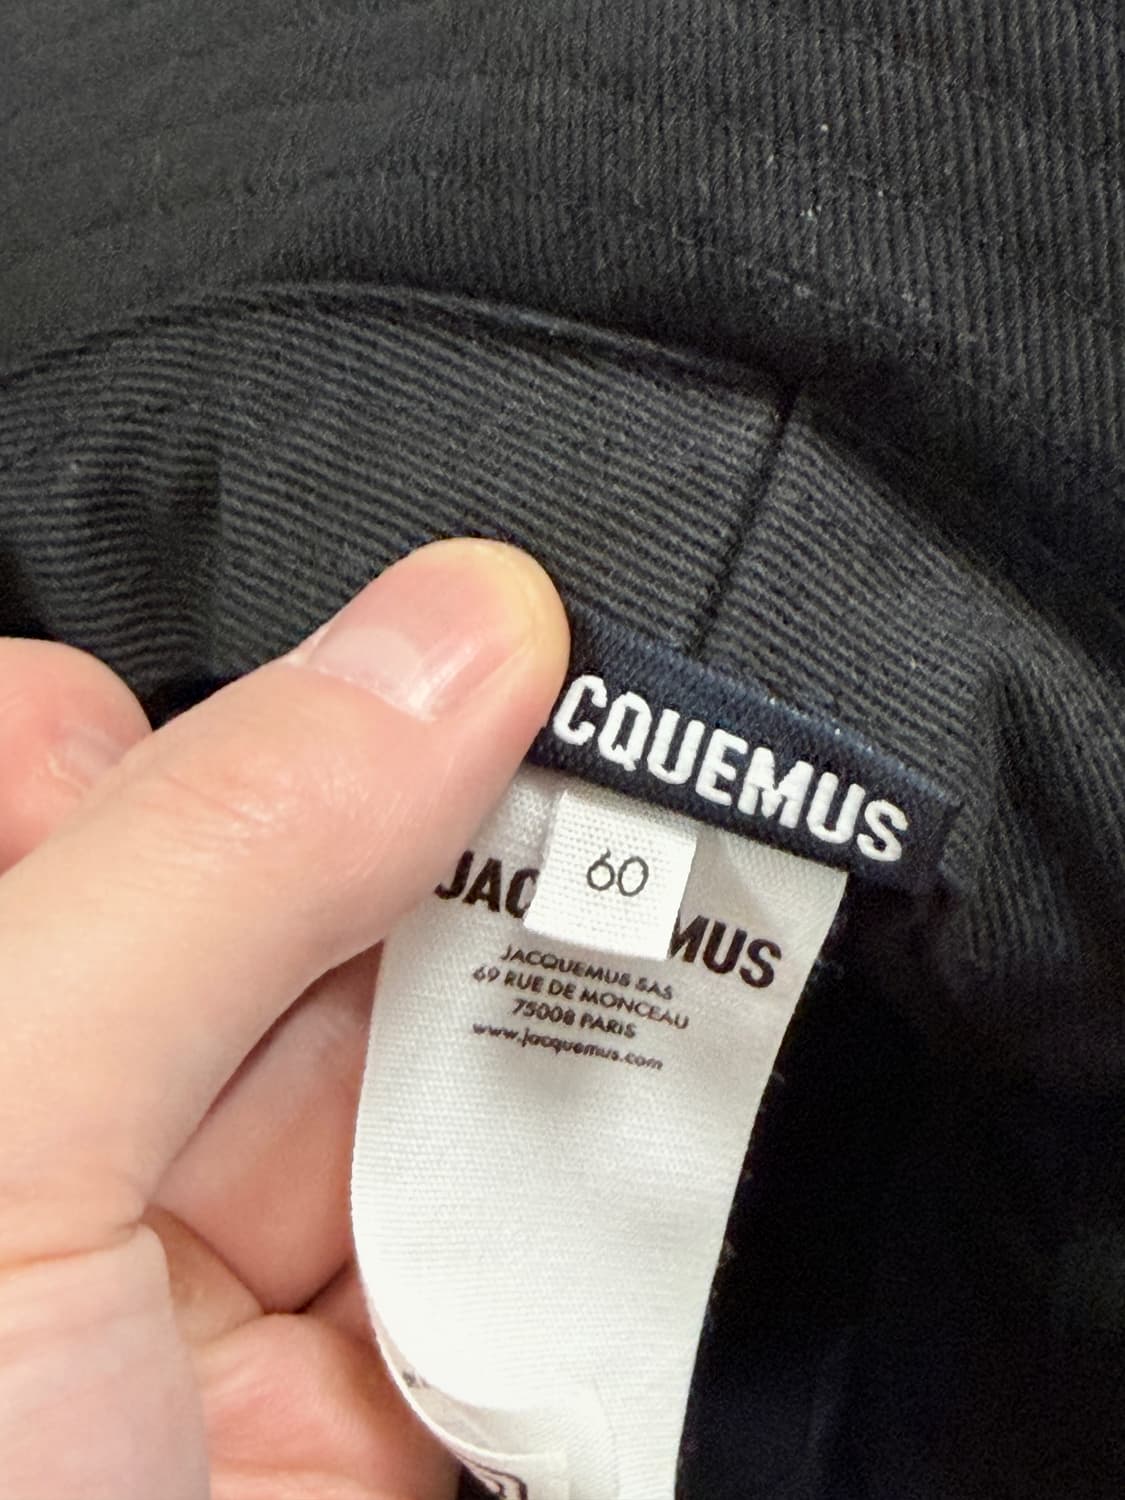 CQUEMUS
60
JAC MUS
JACQUEMUS SAS
69 RUE DE MONCEAU
75008 PARIS
www.jacquemus.com